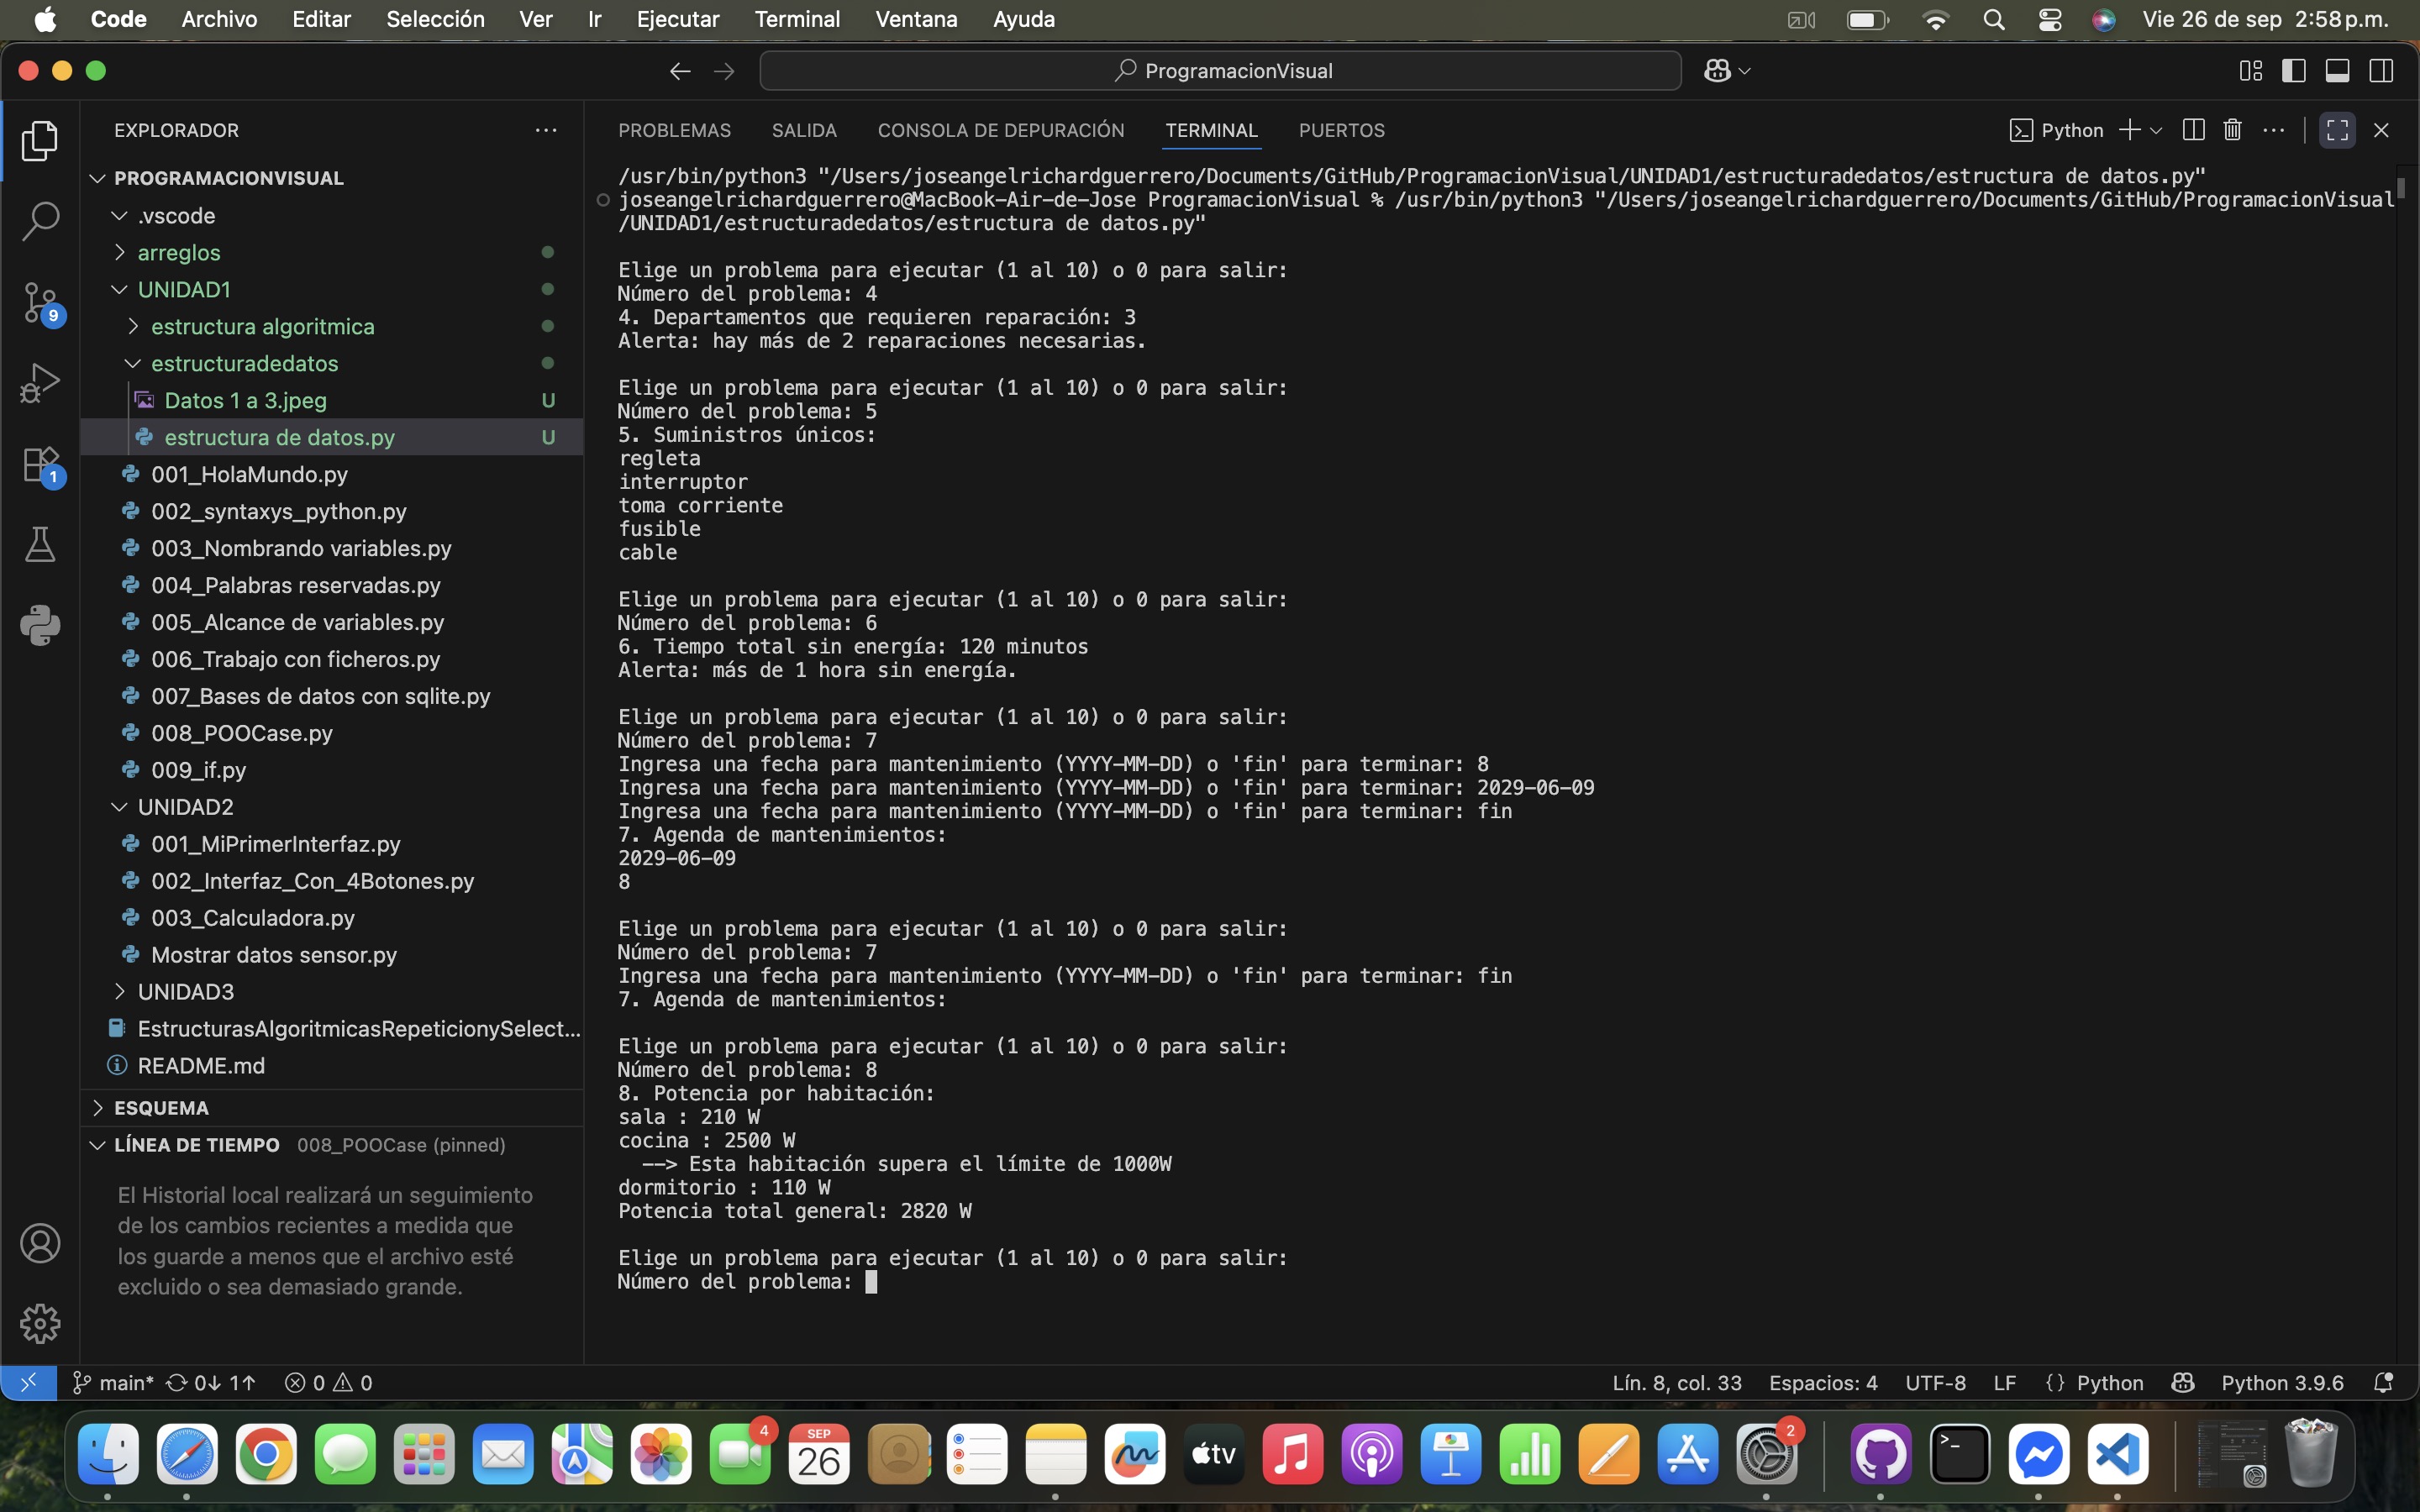 Code Archivo Editar Selección Ver Ir Ejecutar Terminal Ventana Ayuda Vie 26 de sep 2:58 p.m.
ProgramacionVisual
EXPLORADOR
PROGRAMACIONVISUAL
.vscode
arreglos
UNIDAD1
estructura algoritmica
estructuradedatos
Datos 1 a 3.jpeg U
estructura de datos.py U
001_HolaMundo.py
002_syntaxys_python.py
003_Nombrando variables.py
004_Palabras reservadas.py
005_Alcance de variables.py
006_Trabajo con ficheros.py
007_Bases de datos con sqlite.py
008_POOCase.py
009_if.py
UNIDAD2
001_MiPrimerInterfaz.py
002_Interfaz_Con_4Botones.py
003_Calculadora.py
Mostrar datos sensor.py
UNIDAD3
EstructurasAlgoritmicasRepeticionySelect...
README.md
ESQUEMA
LÍNEA DE TIEMPO 008_POOCase (pinned)
El Historial local realizará un seguimiento
de los cambios recientes a medida que
los guarde a menos que el archivo esté
excluido o sea demasiado grande.
9
1
PROBLEMAS SALIDA CONSOLA DE DEPURACIÓN TERMINAL PUERTOS Python
/usr/bin/python3 "/Users/joseangelrichardguerrero/Documents/GitHub/ProgramacionVisual/UNIDAD1/estructuradedatos/estructura de datos.py"
joseangelrichardguerrero@MacBook-Air-de-Jose ProgramacionVisual % /usr/bin/python3 "/Users/joseangelrichardguerrero/Documents/GitHub/ProgramacionVisual
/UNIDAD1/estructuradedatos/estructura de datos.py"
Elige un problema para ejecutar (1 al 10) o 0 para salir:
Número del problema: 4
4. Departamentos que requieren reparación: 3
Alerta: hay más de 2 reparaciones necesarias.
Elige un problema para ejecutar (1 al 10) o 0 para salir:
Número del problema: 5
5. Suministros únicos:
regleta
interruptor
toma corriente
fusible
cable
Elige un problema para ejecutar (1 al 10) o 0 para salir:
Número del problema: 6
6. Tiempo total sin energía: 120 minutos
Alerta: más de 1 hora sin energía.
Elige un problema para ejecutar (1 al 10) o 0 para salir:
Número del problema: 7
Ingresa una fecha para mantenimiento (YYYY-MM-DD) o 'fin' para terminar: 8
Ingresa una fecha para mantenimiento (YYYY-MM-DD) o 'fin' para terminar: 2029-06-09
Ingresa una fecha para mantenimiento (YYYY-MM-DD) o 'fin' para terminar: fin
7. Agenda de mantenimientos:
2029-06-09
8
Elige un problema para ejecutar (1 al 10) o 0 para salir:
Número del problema: 7
Ingresa una fecha para mantenimiento (YYYY-MM-DD) o 'fin' para terminar: fin
7. Agenda de mantenimientos:
Elige un problema para ejecutar (1 al 10) o 0 para salir:
Número del problema: 8
8. Potencia por habitación:
sala : 210 W
cocina : 2500 W
--> Esta habitación supera el límite de 1000W
dormitorio : 110 W
Potencia total general: 2820 W
Elige un problema para ejecutar (1 al 10) o 0 para salir:
Número del problema:
main* 0↓ 1↑ 0 0 Lín. 8, col. 33 Espacios: 4 UTF-8 LF {} Python Python 3.9.6
4 SEP 26 tv 2